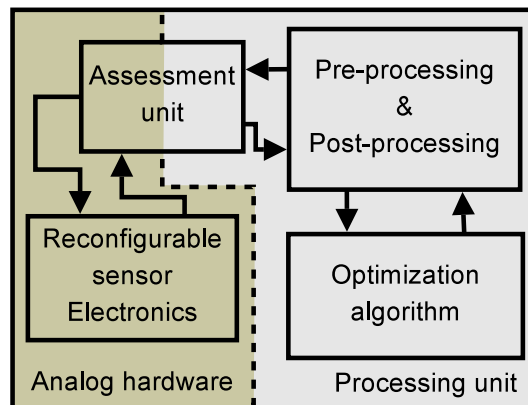 Assessment
unit
Pre-processing
&
Post-processing
Reconfigurable
sensor
Electronics
Optimization
algorithm
Analog hardware
Processing unit